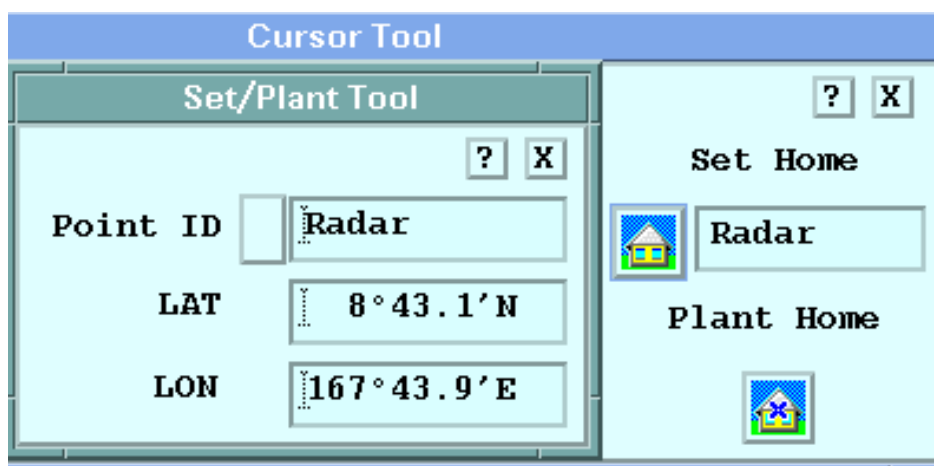 Cursor Tool
Set/Plant Tool
? X
Point ID Radar
LAT 8°43.1′N
LON 167°43.9′E
? X
Set Home
Radar
Plant Home